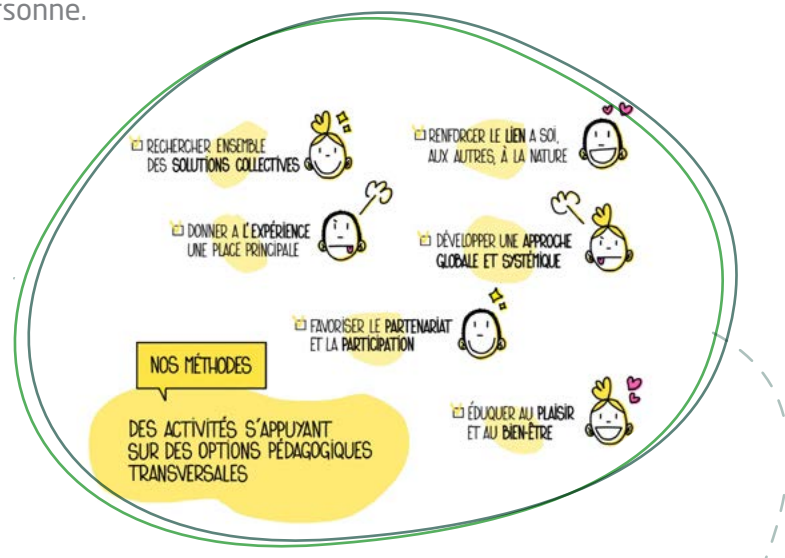 rsonne.
RECHERCHER ENSEMBLE
DES SOLUTIONS COLLECTIVES
RENFORCER LE LIEN A SOI,
AUX AUTRES, À LA NATURE
DONNER A L'EXPÉRIENCE
UNE PLACE PRINCIPALE
DÉVELOPPER UNE APPROCHE
GLOBALE ET SYSTÉMIQUE
FAVORISER LE PARTENARIAT
ET LA PARTICIPATION
NOS MÉTHODES
DES ACTIVITÉS S'APPUYANT
SUR DES OPTIONS PÉDAGOGIQUES
TRANSVERSALES
ÉDUQUER AU PLAISIR
ET AU BIEN-ÊTRE